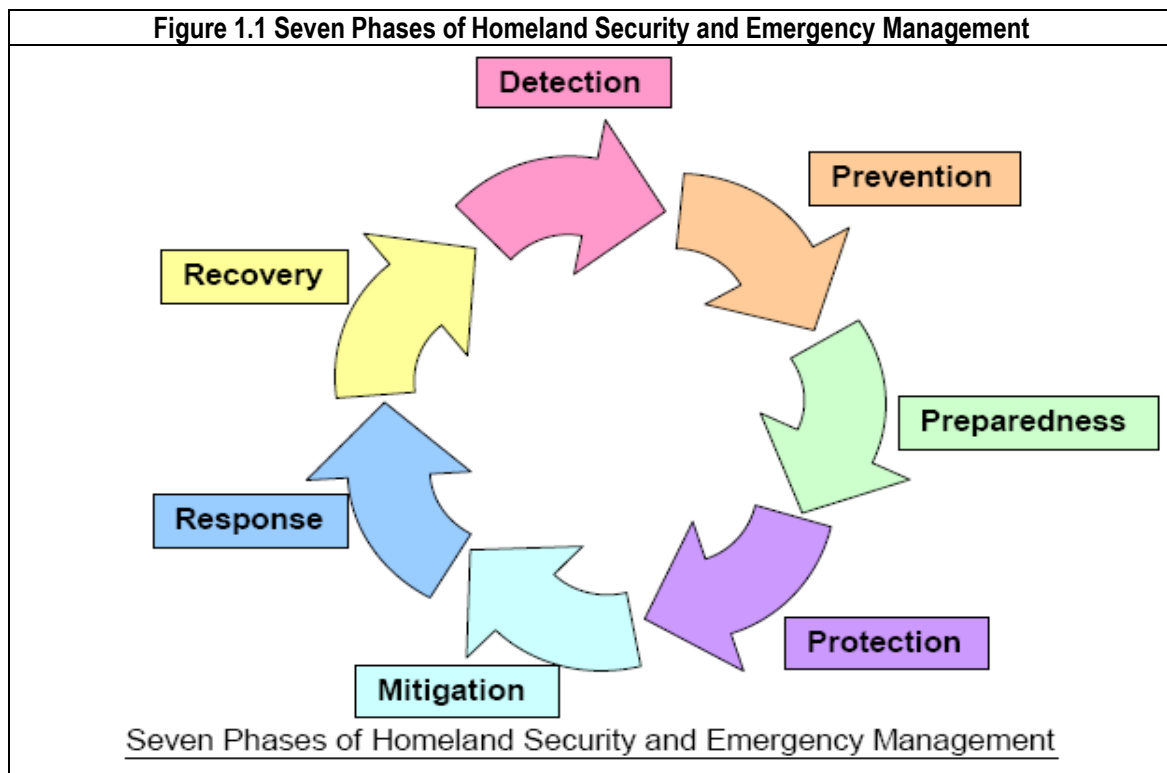 Figure 1.1 Seven Phases of Homeland Security and Emergency Management
Detection
Prevention
Recovery
Preparedness
Response
Protection
Mitigation
Seven Phases of Homeland Security and Emergency Management